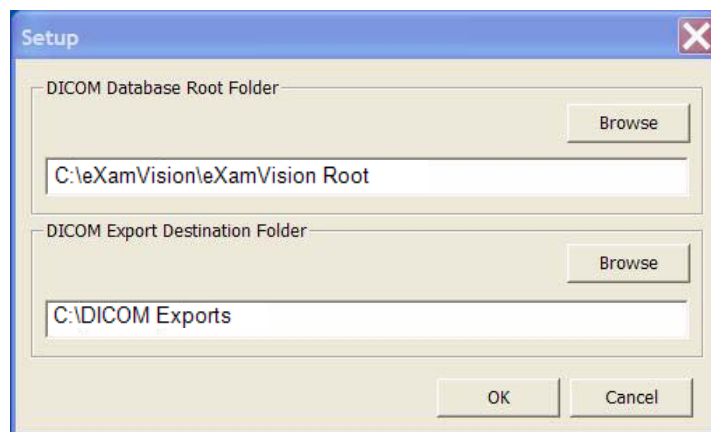 Setup
DICOM Database Root Folder
Browse
C:\eXamVision\eXamVision Root
DICOM Export Destination Folder
Browse
C:\DICOM Exports
OK
Cancel